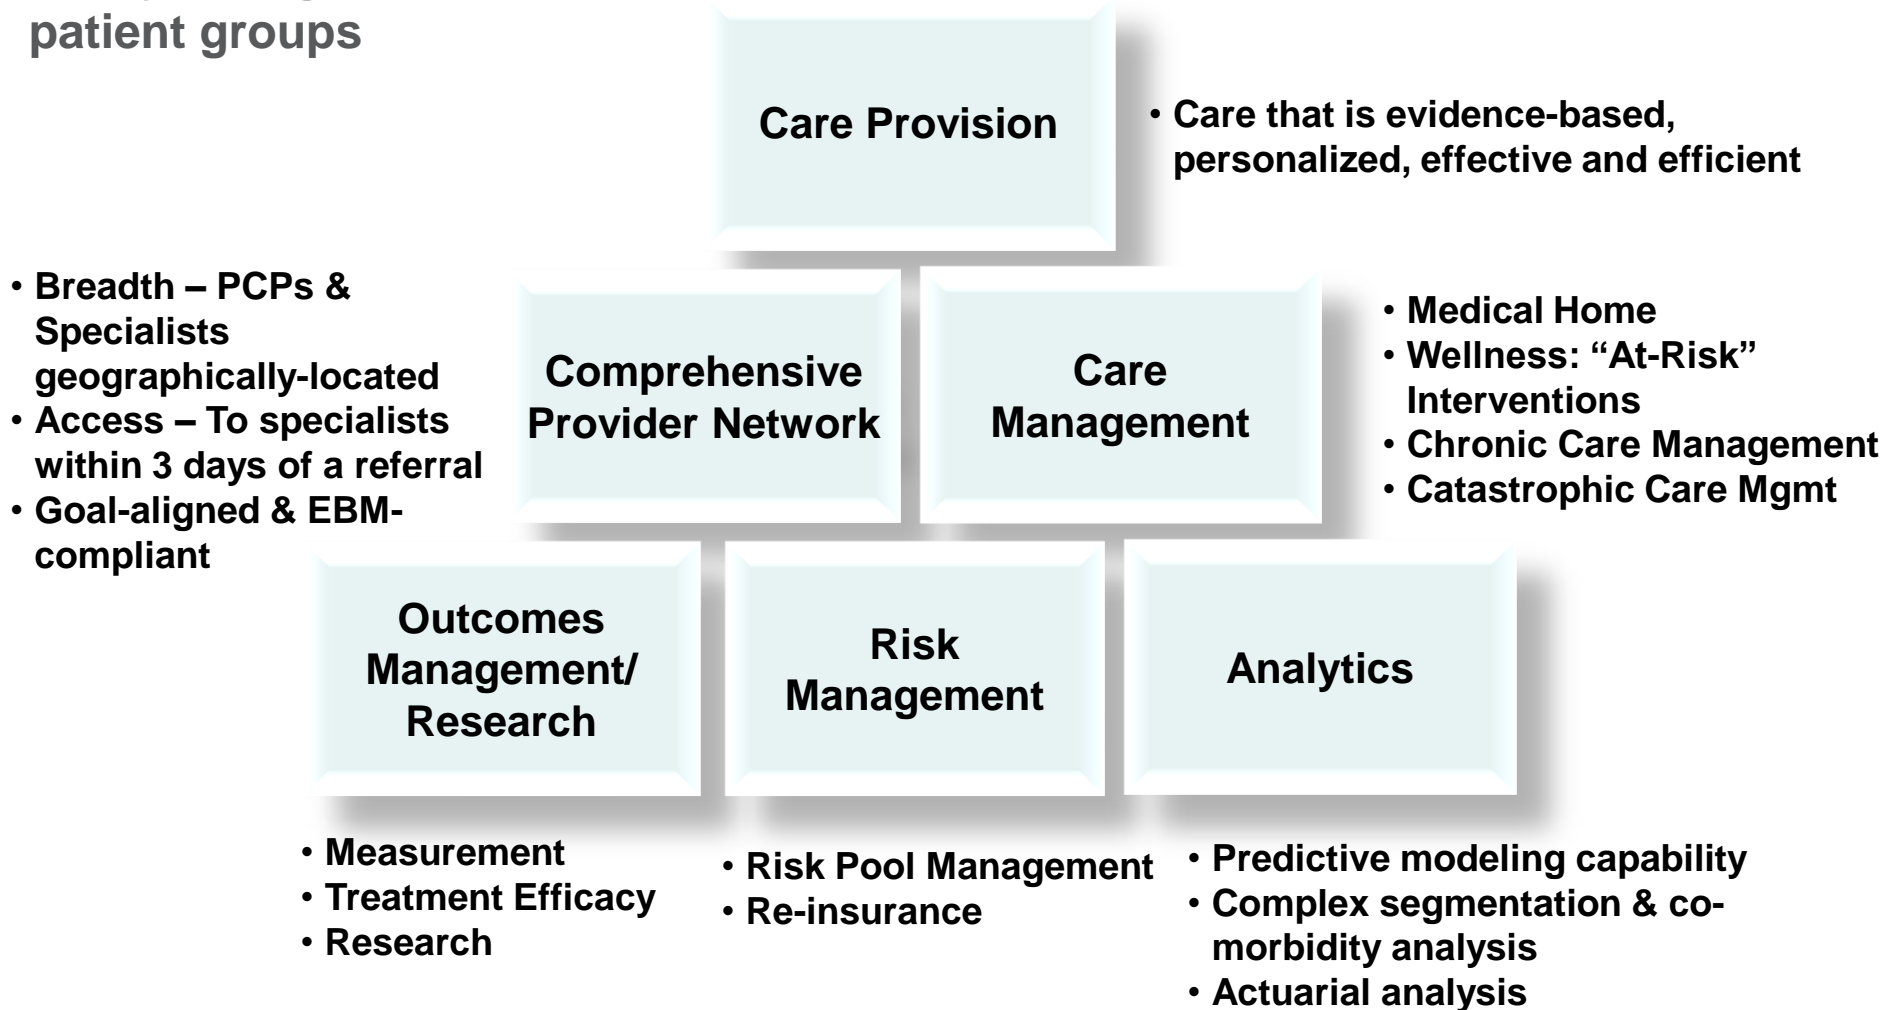 patient groups
Care Provision
• Care that is evidence-based,
personalized, effective and efficient
• Breadth – PCPs &
Specialists
geographically-located
• Access – To specialists
within 3 days of a referral
• Goal-aligned & EBM-
compliant
Comprehensive
Provider Network
Care
Management
• Medical Home
• Wellness: “At-Risk”
Interventions
• Chronic Care Management
• Catastrophic Care Mgmt
Outcomes
Management/
Research
Risk
Management
Analytics
• Measurement
• Treatment Efficacy
• Research
• Risk Pool Management
• Re-insurance
• Predictive modeling capability
• Complex segmentation & co-
morbidity analysis
• Actuarial analysis